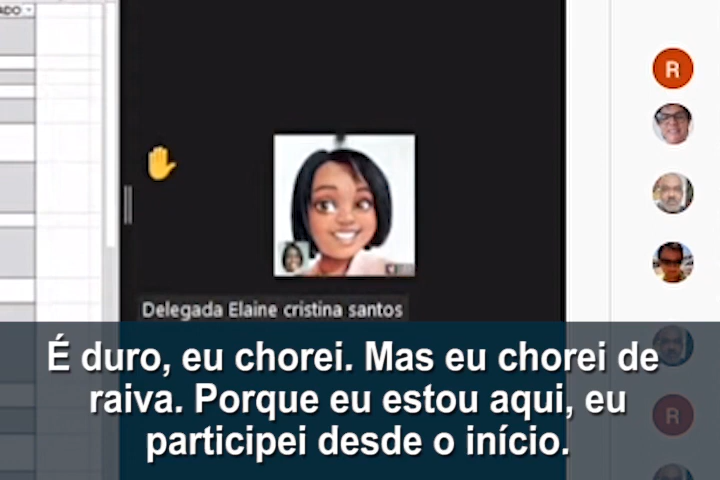 ADO
R
Delegada Elaine cristina santos
É duro, eu chorei. Mas eu chorei de
raiva. Porque eu estou aqui, eu
participei desde o início.
R